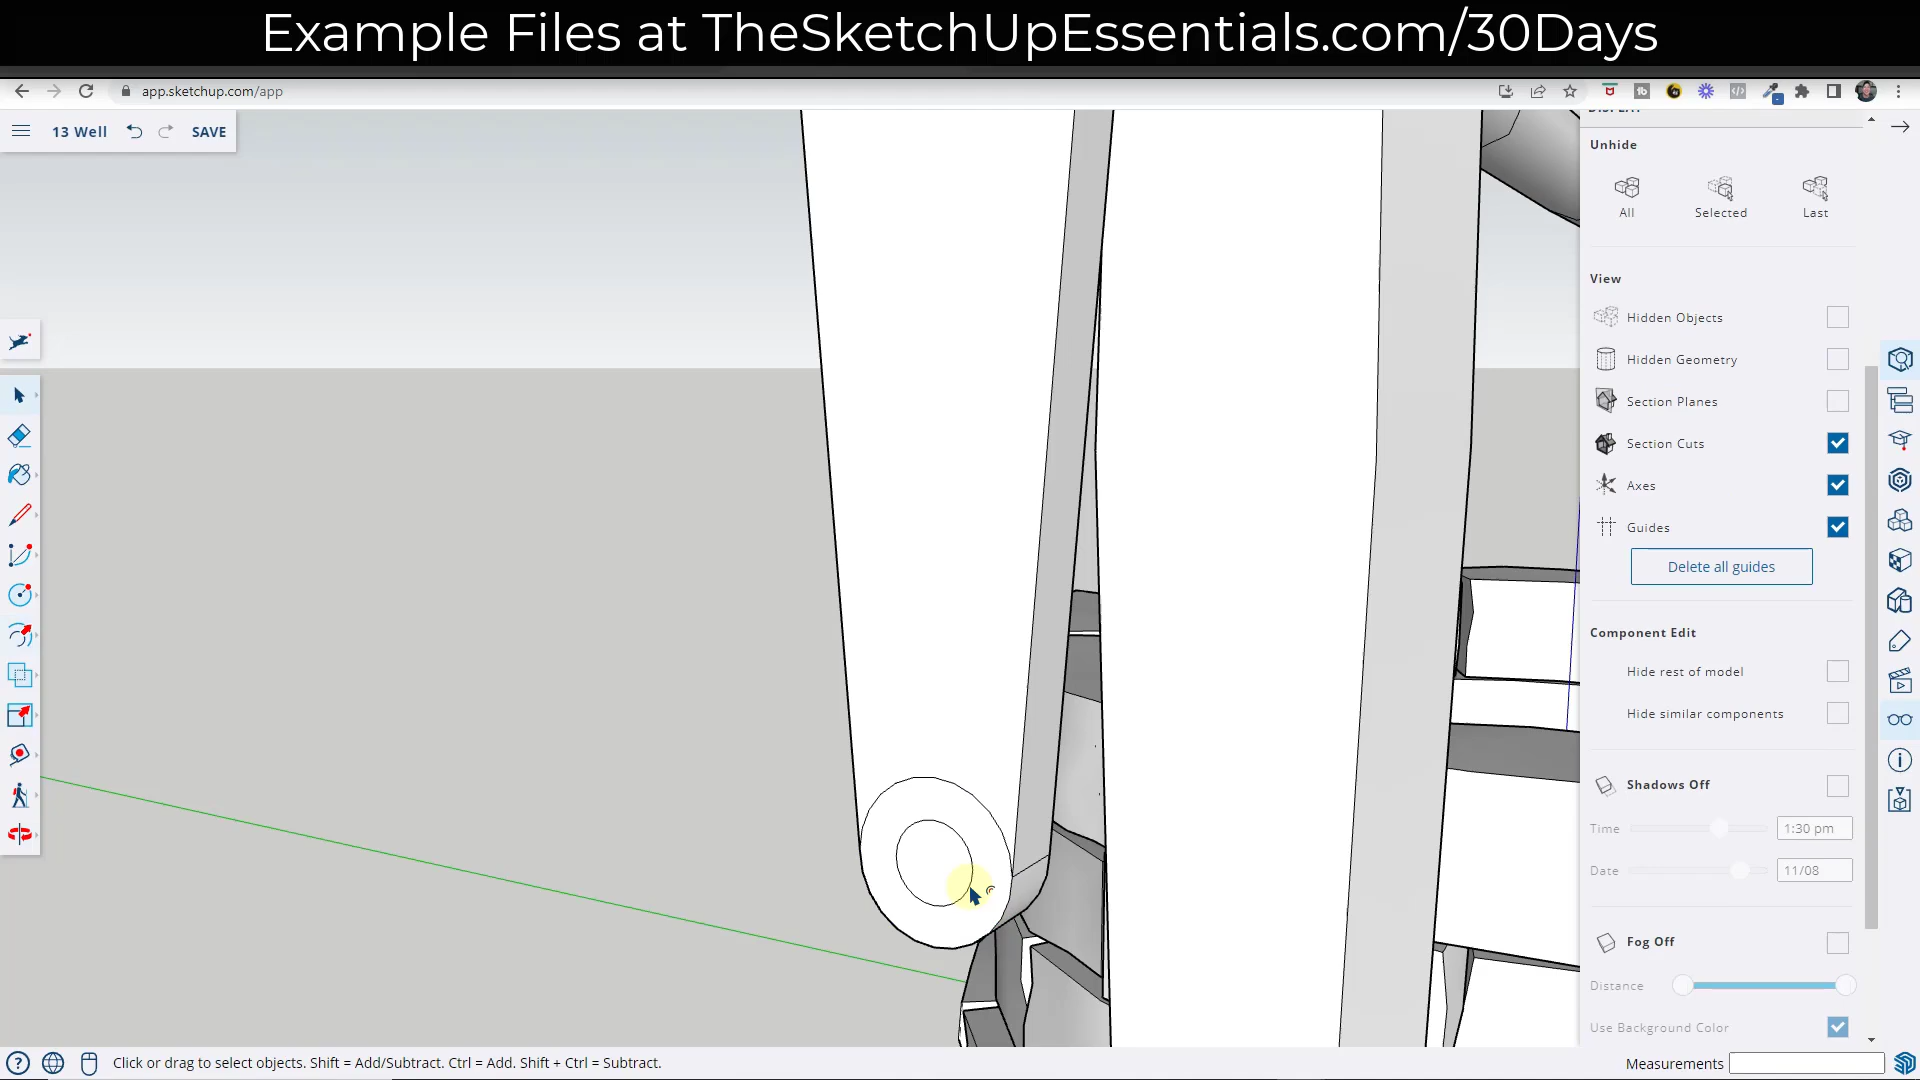 Example Files at TheSketchUpEssentials.com/30Days
app.sketchup.com/app
13 Well SAVE
Unhide
All Selected Last
View
Hidden Objects
Hidden Geometry
Section Planes
Section Cuts
Axes
Guides
Delete all guides
Component Edit
Hide rest of model
Hide similar components
Shadows Off
Time 1:30 pm
Date 11/08
Fog Off
Distance
Use Background Color
Click or drag to select objects. Shift = Add/Subtract. Ctrl = Add. Shift + Ctrl = Subtract.
Measurements